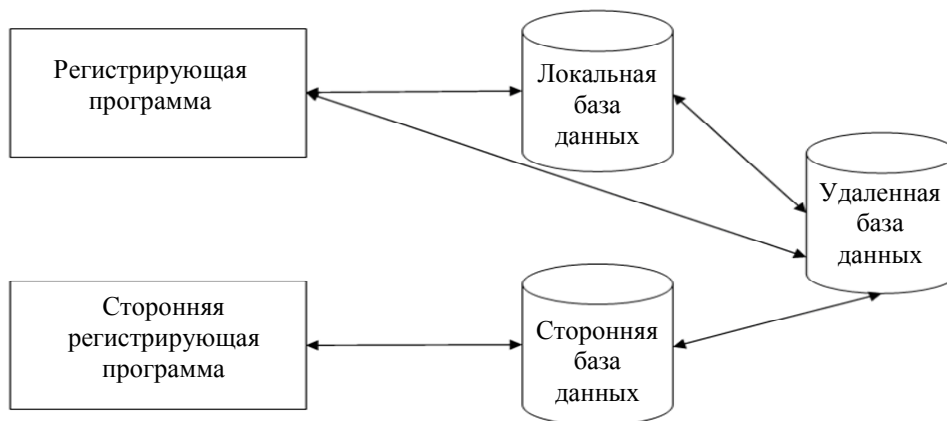 Регистрирующая
программа
Локальная
база
данных
Удаленная
база
данных
Сторонняя
регистрирующая
программа
Сторонняя
база
данных